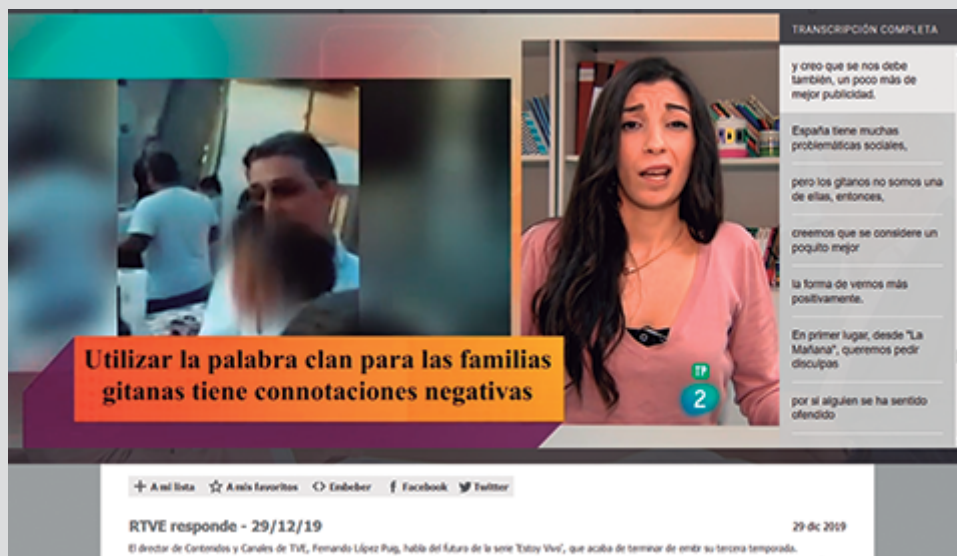 TRANSCRIPCIÓN COMPLETA
y creo que se nos debe
también, un poco más de
mejor publicidad.
España tiene muchas
problemáticas sociales,
pero los gitanos no somos una
de ellas, entonces,
creemos que se considere un
poquito mejor
la forma de vernos más
positivamente.
En primer lugar, desde "La
Mañana", queremos pedir
disculpas
por si alguien se ha sentido
ofendido
Utilizar la palabra clan para las familias
gitanas tiene connotaciones negativas
TP
2
A mi lista A mis favoritos Embeber Facebook Twitter
RTVE responde - 29/12/19 29 dic 2019
El director de Contenidos y Canales de TVE, Fernando López Puig, habla del futuro de la serie 'Estoy Vivo', que acaba de terminar de emitir su tercera temporada.